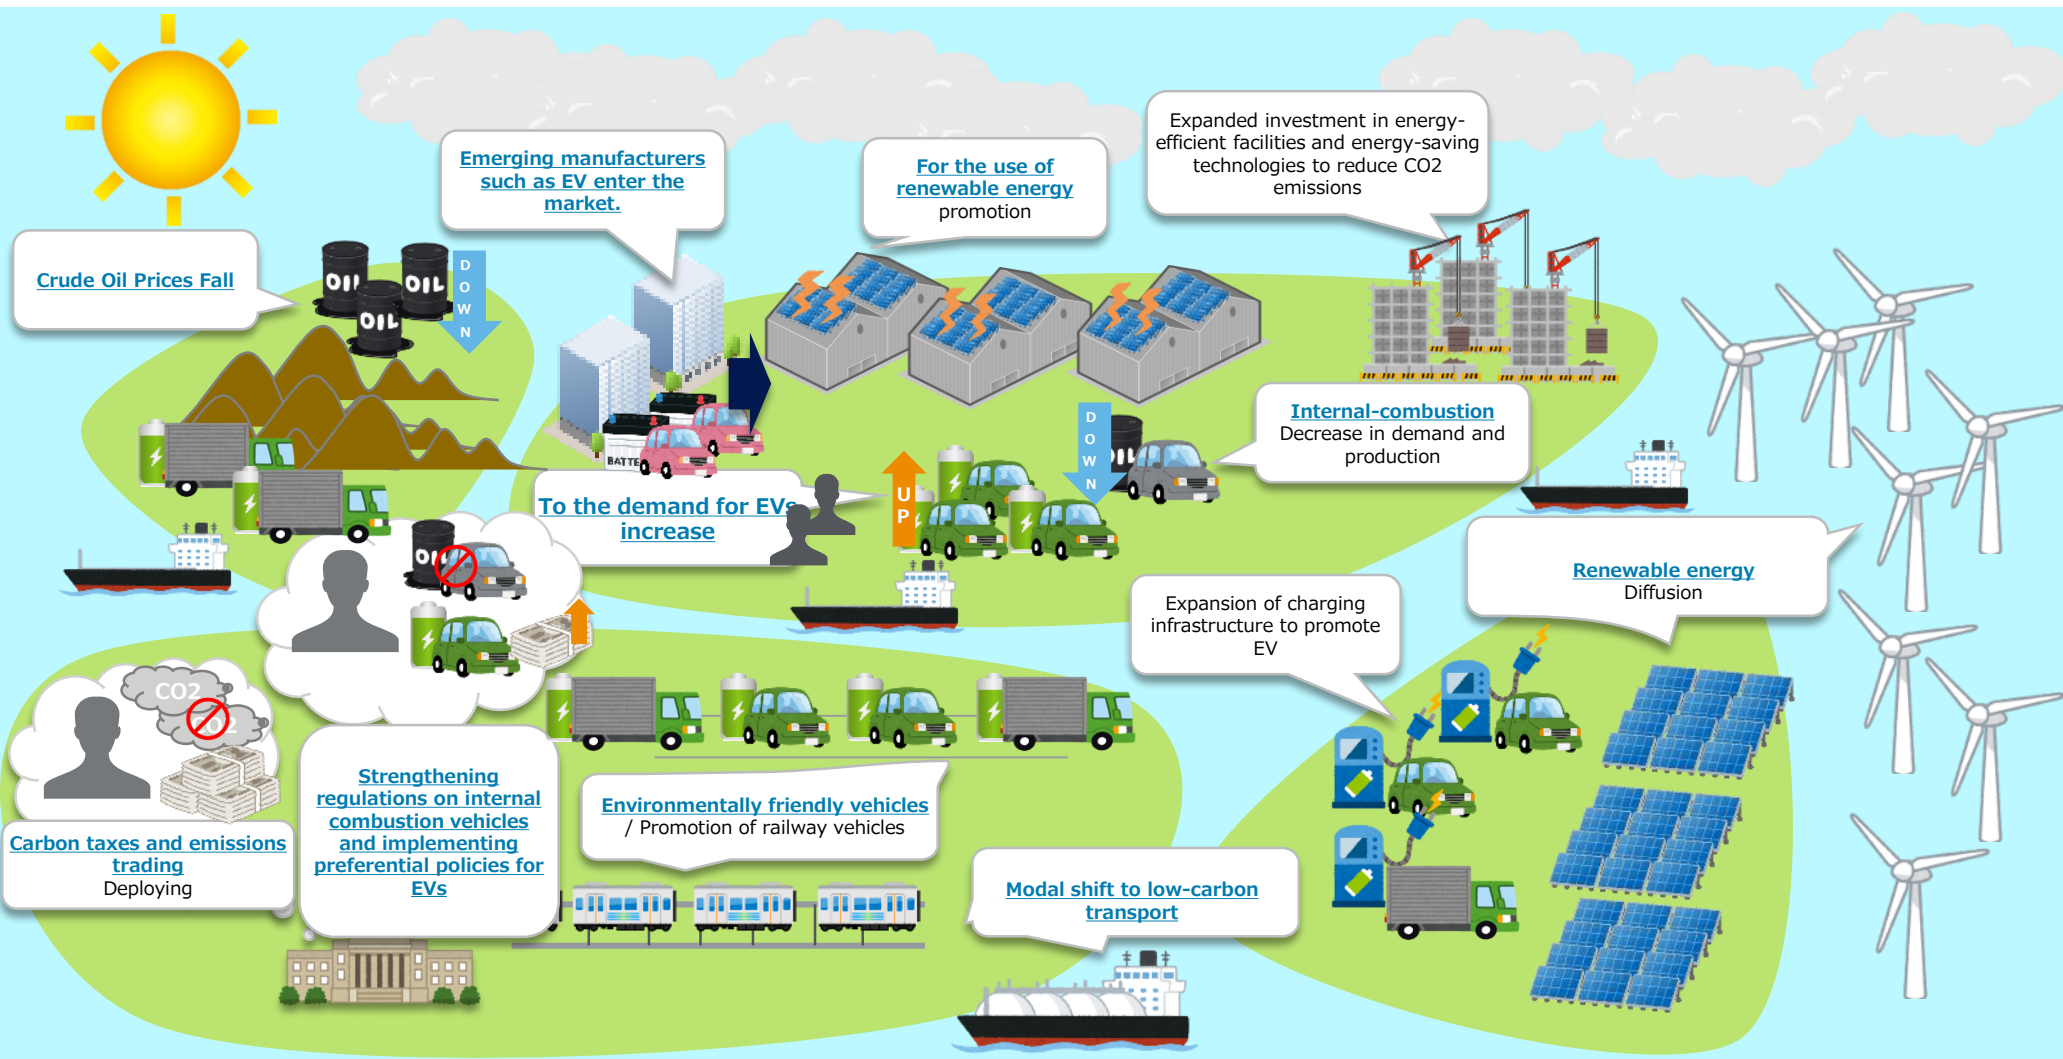 Expanded investment in energy-
efficient facilities and energy-saving
technologies to reduce CO2
emissions
Emerging manufacturers
such as EV enter the
market.
For the use of
renewable energy
promotion
Crude Oil Prices Fall
OIL
OIL
OIL
DOWN
BATTE
To the demand for EVs
increase
UP
DOWN
OIL
Internal-combustion
Decrease in demand and
production
Renewable energy
Diffusion
Expansion of charging
infrastructure to promote
EV
CO2
CO2
Strengthening
regulations on internal
combustion vehicles
and implementing
preferential policies for
EVs
Environmentally friendly vehicles
/ Promotion of railway vehicles
Carbon taxes and emissions
trading
Deploying
Modal shift to low-carbon
transport